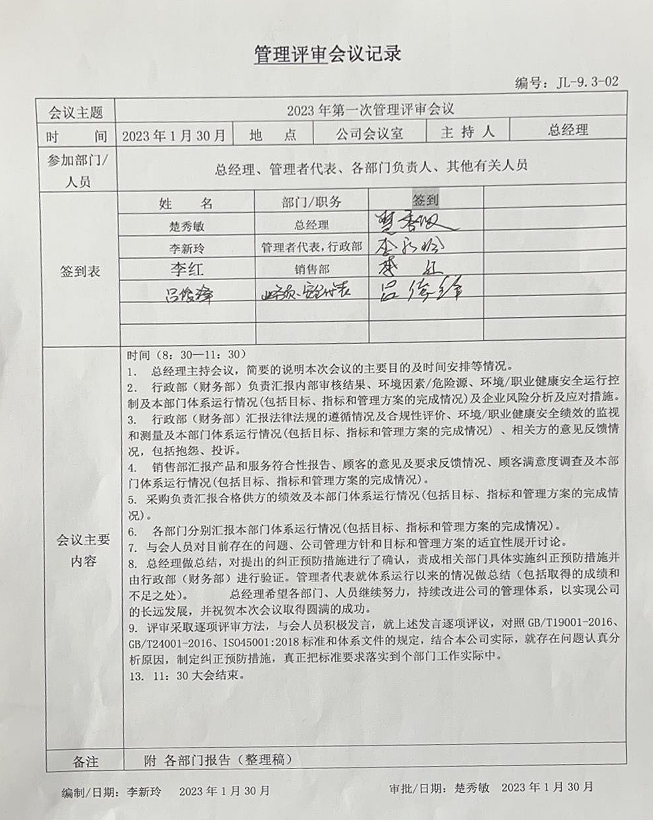 管理评审会议记录
编号：JL-9.3-02
会议主题 2023 年第一次管理评审会议
时 间 2023 年 1 月 30 月 地 点 公司会议室 主 持 人 总经理
参加部门/人员 总经理、管理者代表、各部门负责人、其他有关人员
签到表
姓 名 部门/职务 签到
楚秀敏 总经理 楚秀敏
李新玲 管理者代表，行政部 李新玲
李红 销售部 李红
吕俊锋 吕俊锋
会议主要内容
时间（8：30—11：30）
1. 总经理主持会议，简要的说明本次会议的主要目的及时间安排等情况。
2. 行政部（财务部）负责汇报内部审核结果、环境因素/危险源、环境/职业健康安全运行控
制及本部门体系运行情况(包括目标、指标和管理方案的完成情况)及企业风险分析及应对措施。
3. 行政部（财务部）汇报法律法规的遵循情况及合规性评价、环境/职业健康安全绩效的监视
和测量及本部门体系运行情况(包括目标、指标和管理方案的完成情况）、相关方的意见反馈情
况，包括抱怨、投诉。
4. 销售部汇报产品和服务符合性报告、顾客的意见及要求反馈情况、顾客满意度调查及本部
门体系运行情况(包括目标、指标和管理方案的完成情况)。
5. 采购负责汇报合格供方的绩效及本部门体系运行情况(包括目标、指标和管理方案的完成情
况)。
6. 各部门分别汇报本部门体系运行情况(包括目标、指标和管理方案的完成情况)。
7. 与会人员对目前存在的问题、公司管理方针和目标和管理方案的适宜性展开讨论。
8. 总经理做总结，对提出的纠正预防措施进行了确认，责成相关部门具体实施纠正预防措施并
由行政部（财务部）进行验证。管理者代表就体系运行以来的情况做总结（包括取得的成绩和
不足之处)。 总经理希望各部门、人员继续努力，持续改进公司的管理体系，以实现公司
的长远发展，并祝贺本次会议取得圆满的成功。
9. 评审采取逐项评审方法，与会人员积极发言，就上述发言逐项评议，对照 GB/T19001-2016、
GB/T24001-2016、ISO45001:2018 标准和体系文件的规定，结合本公司实际，就存在问题认真分
析原因，制定纠正预防措施，真正把标准要求落实到个部门工作实际中。
13. 11：30 大会结束。
备注 附 各部门报告（整理稿）
编制/日期：李新玲 2023 年 1 月 30 月 审批/日期：楚秀敏 2023 年 1 月 30 月